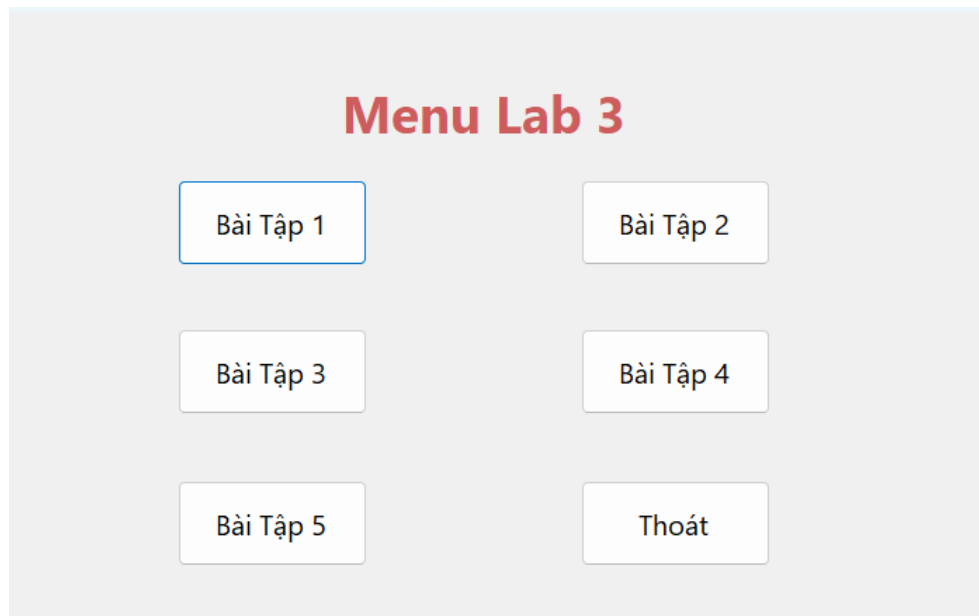 Menu Lab 3
Bài Tập 1
Bài Tập 2
Bài Tập 3
Bài Tập 4
Bài Tập 5
Thoát